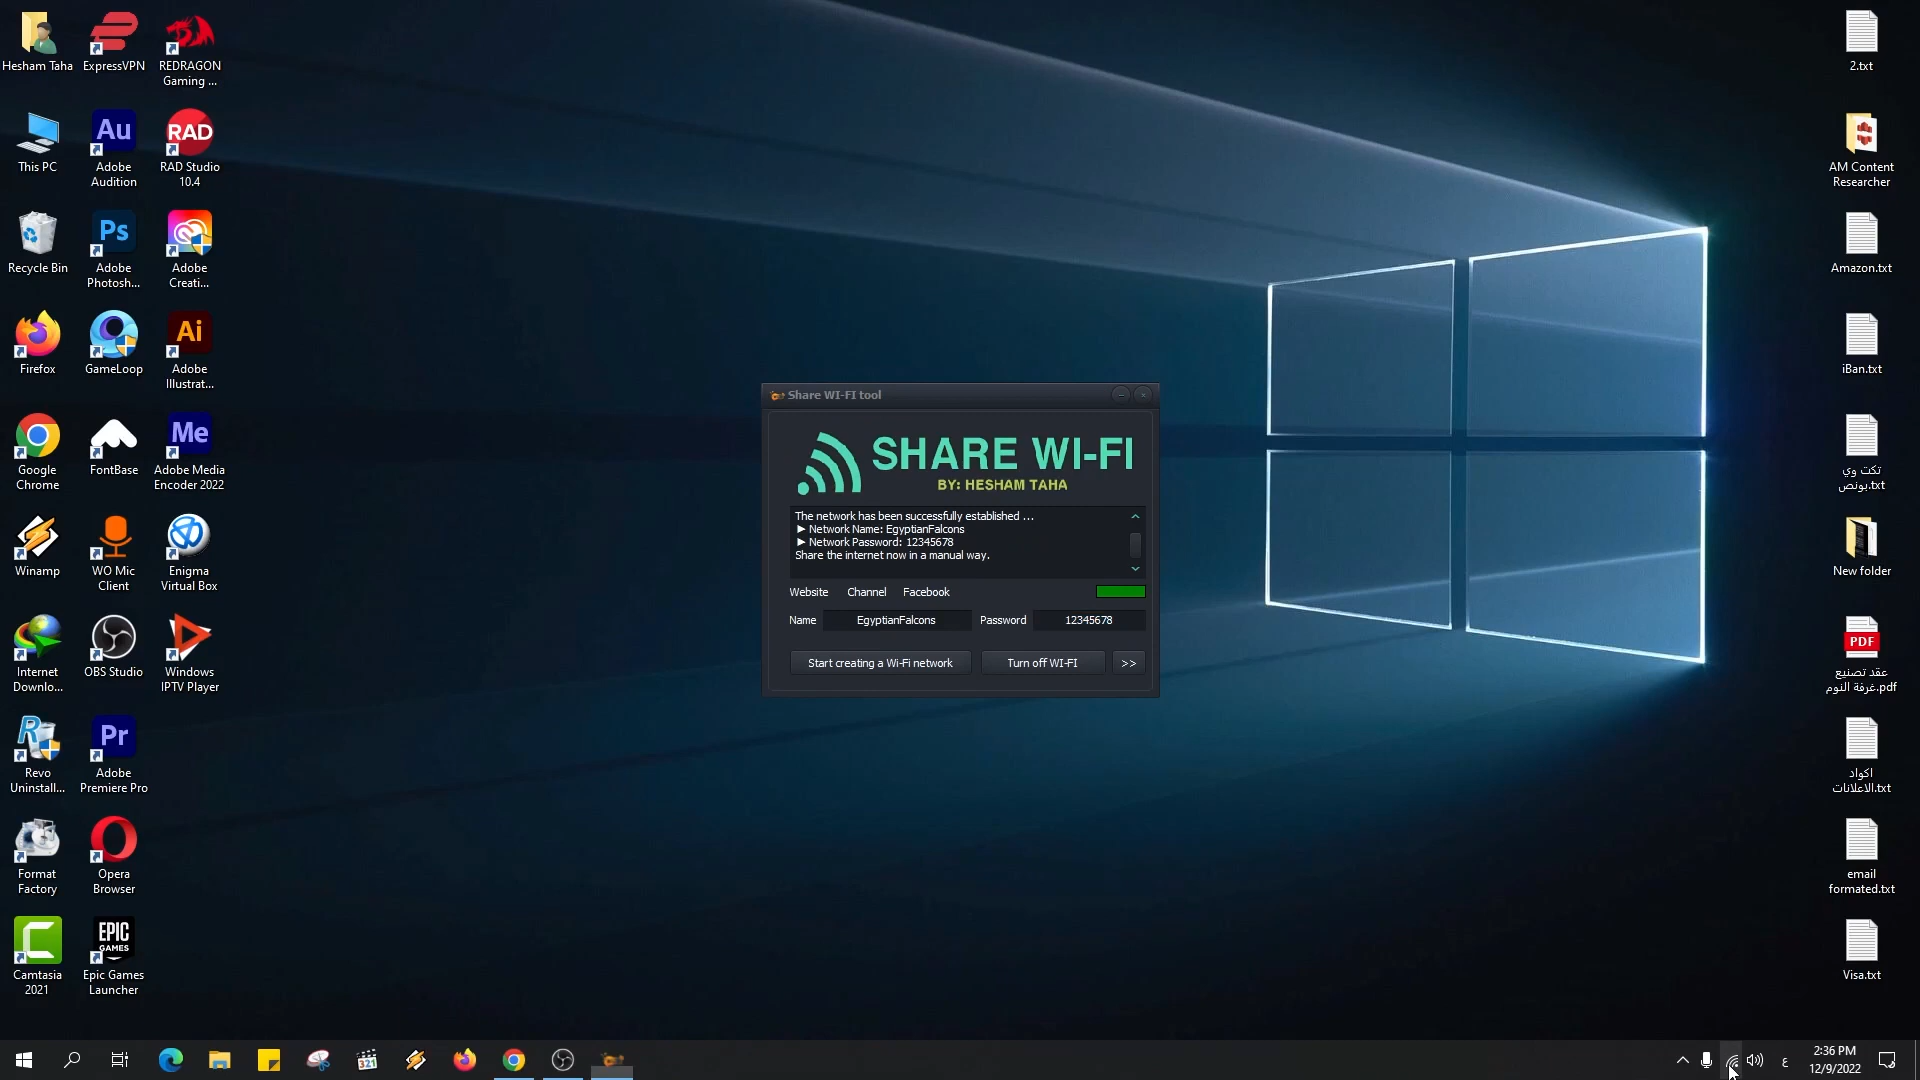 Hesham Taha
ExpressVPN
REDRAGON
Gaming ...
2.txt
This PC
Au
Adobe
Audition
RAD
RAD Studio
10.4
AM Content
Researcher
Recycle Bin
Ps
Adobe
Photosh...
Adobe
Creati...
Amazon.txt
Firefox
GameLoop
Ai
Adobe
Illustrat...
iBan.txt
Google
Chrome
FontBase
Me
Adobe Media
Encoder 2022
تكت وي
بونص.txt
Winamp
WO Mic
Client
Enigma
Virtual Box
New folder
Internet
Downlo...
OBS Studio
Windows
IPTV Player
PDF
عقد تصنيع
غرفة النوم.pdf
Revo
Uninstall...
Pr
Adobe
Premiere Pro
اكواد
الاعلانات.txt
Format
Factory
Opera
Browser
email
formated.txt
Camtasia
2021
EPIC
GAMES
Epic Games
Launcher
Visa.txt
Share WI-FI tool
SHARE WI-FI
BY: HESHAM TAHA
The network has been successfully established ...
► Network Name: EgyptianFalcons
► Network Password: 12345678
Share the internet now in a manual way.
Website Channel Facebook
Name EgyptianFalcons Password 12345678
Start creating a Wi-Fi network Turn off WI-FI >>
321
ع
2:36 PM
12/9/2022